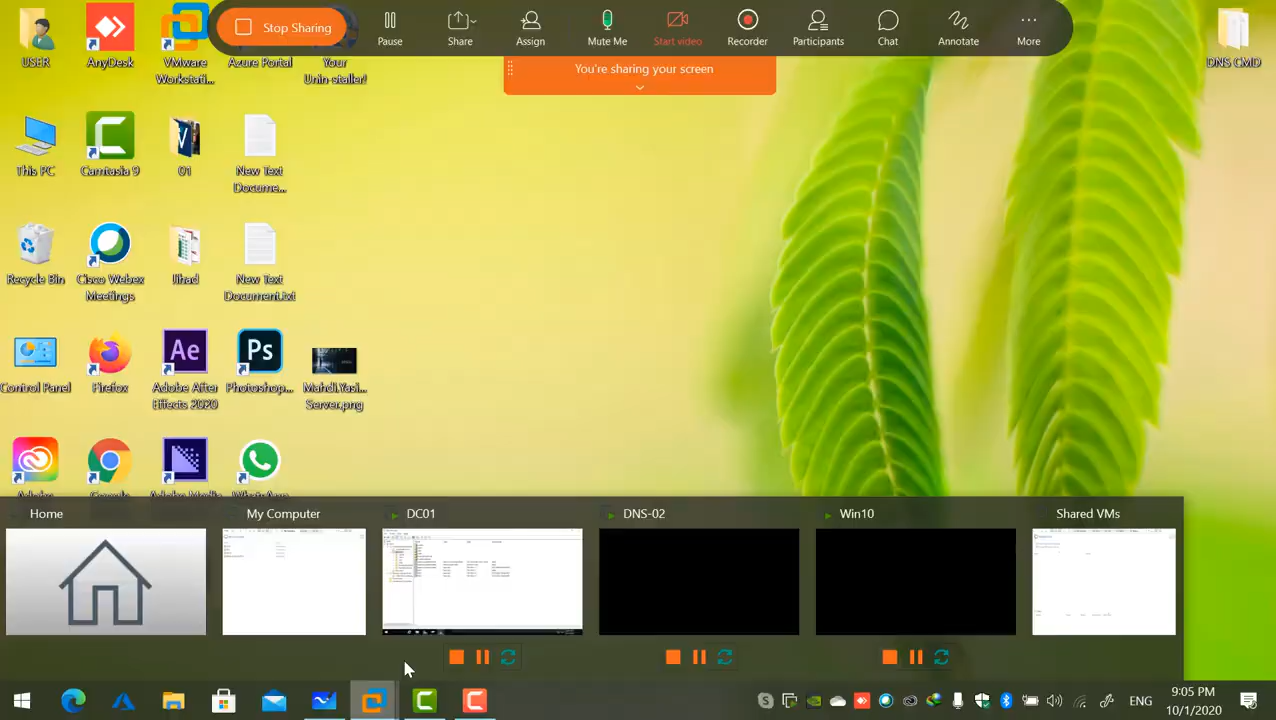 Stop Sharing
Pause
Share
Assign
Mute Me
Start video
Recorder
Participants
Chat
Annotate
More
You're sharing your screen
USER
AnyDesk
VMware
Workstati...
Azure Portal
Your
Unin-staller!
DNS CMD
This PC
Camtasia 9
01
New Text
Docume...
Recycle Bin
Cisco Webex
Meetings
Jihad
New Text
Document.txt
Control Panel
Firefox
Adobe After
Effects 2020
Photoshop...
Mahdi.Yasi...
Server.png
Home
My Computer
DC01
DNS-02
Win10
Shared VMs
ENG
9:05 PM
10/1/2020